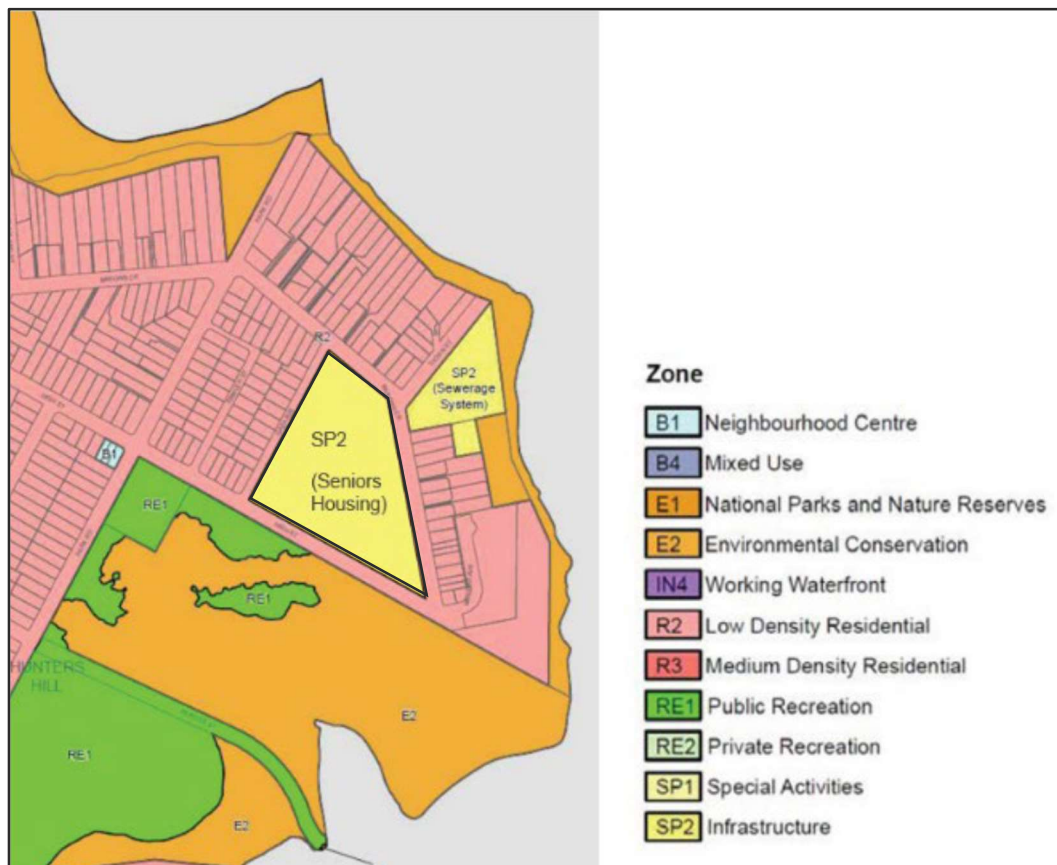 R2
SP2
(Sewerage
System)
SP2
(Seniors
Housing)
B1
RE1
RE1
HUNTERS
HILL
E2
RE1
E2
Zone
B1 Neighbourhood Centre
B4 Mixed Use
E1 National Parks and Nature Reserves
E2 Environmental Conservation
IN4 Working Waterfront
R2 Low Density Residential
R3 Medium Density Residential
RE1 Public Recreation
RE2 Private Recreation
SP1 Special Activities
SP2 Infrastructure